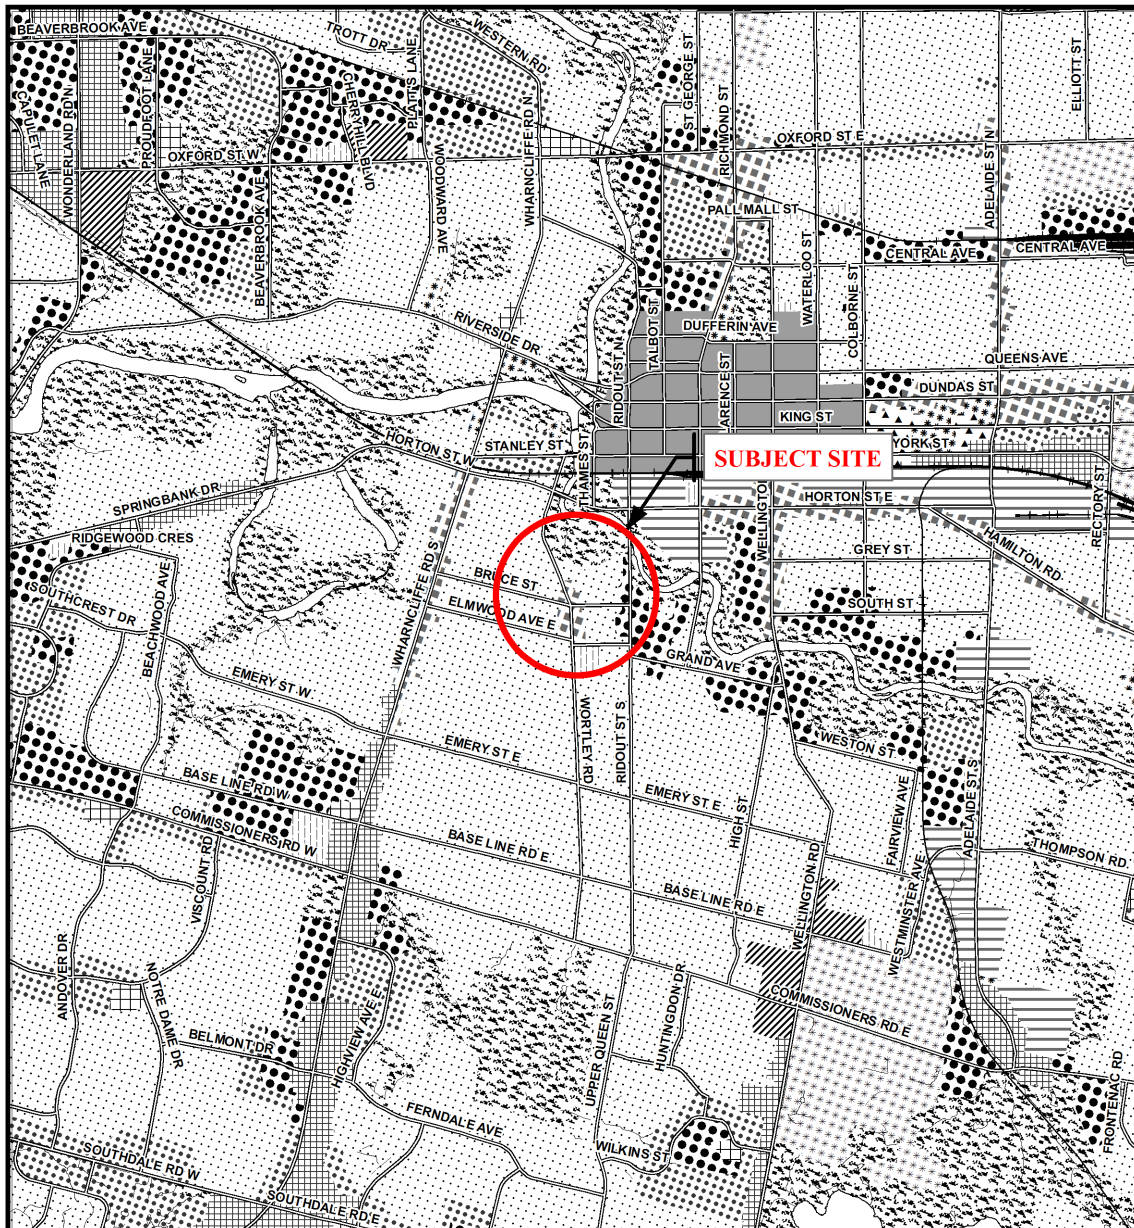 BEAVERBROOK AVE
TROTT DR
PLATT'S LANE
WESTERN RD
ST GEORGE ST
RICHMOND ST
ELLIOTT ST
CAPULET LANE
WONDERLAND RD N
PROUDFOOT LANE
CHERRYHILL BLVD
WHARNCLIFFE RD N
OXFORD ST W
OXFORD ST E
WOODWARD AVE
BEAVERBROOK AVE
ADELAIDE ST N
PALL MALL ST
CENTRAL AVE
CENTRAL AVE
WATERLOO ST
COLBORNE ST
RIVERSIDE DR
TALBOT ST
DUFFERIN AVE
RIDOUT ST N
QUEENS AVE
DUNDAS ST
LARENCE ST
KING ST
HORTON ST W
STANLEY ST
THAMES ST
YORK ST
SUBJECT SITE
SPRINGBANK DR
WELLINGTON
HORTON ST E
RECTORY ST
HAMILTON RD
RIDGEWOOD CRES
GREY ST
SOUTHCREST DR
BEACHWOOD AVE
WHARNCLIFFE RD S
BRUCE ST
ELMWOOD AVE E
SOUTH ST
GRAND AVE
EMERY ST W
WORTLEY RD
RIDOUT ST S
EMERY ST E
WESTON ST
BASE LINE RD W
EMERY ST E
HIGH ST
FAIRVIEW AVE
ADELAIDE ST S
COMMISSIONERS RD W
BASE LINE RD E
THOMPSON RD
VISCOUNT RD
BASE LINE RD E
WELLINGTON RD
WESTMINSTER AVE
ANDOVER DR
NOTRE DAME DR
HIGHVIEW AVE E
UPPER QUEEN ST
HUNTINGDON DR
COMMISSIONERS RD E
BELMONT DR
FERNDALE AVE
FRONTENAC RD
WILKINS ST
SOUTHDALE RD W
SOUTHDALE RD E